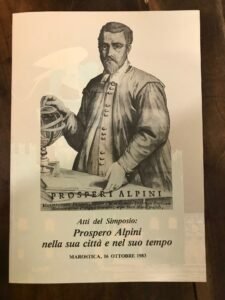 PROSPERI ALPINI
Atti del Simposio:
Prospero Alpini
nella sua città e nel suo tempo
MAROSTICA, 16 OTTOBRE 1983